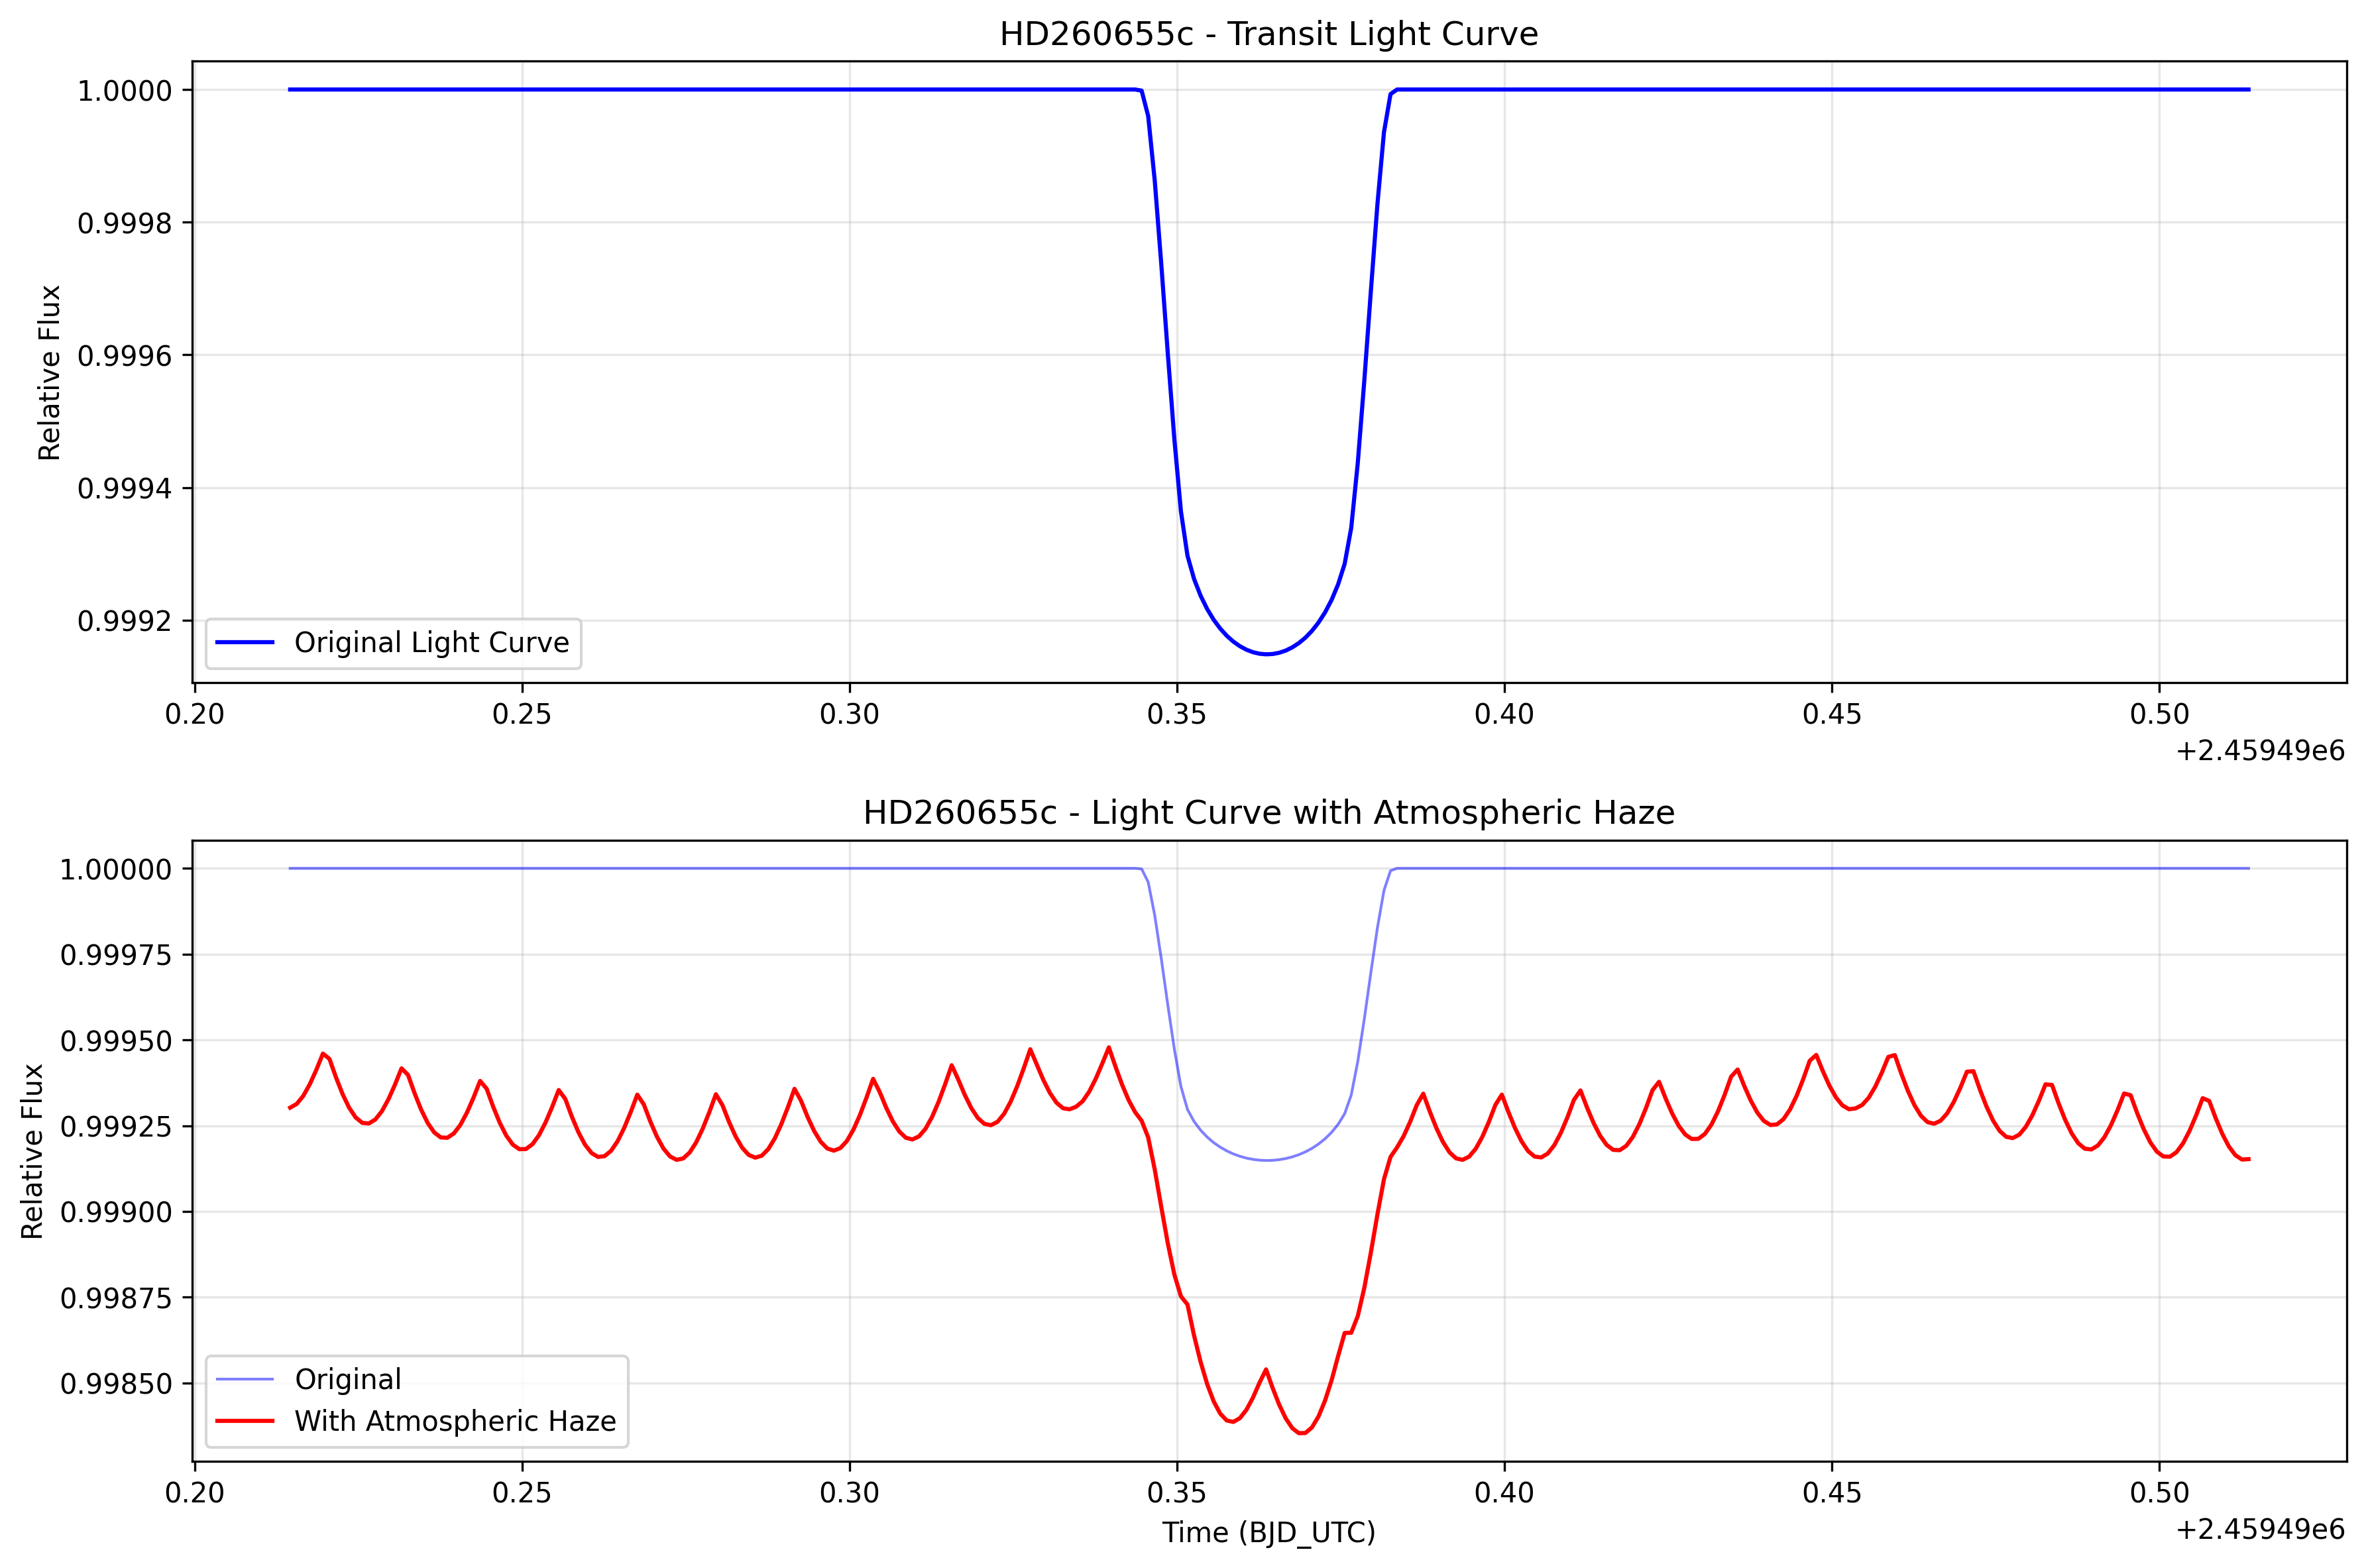 HD260655c - Transit Light Curve
Relative Flux
1.0000
0.9998
0.9996
0.9994
0.9992
Original Light Curve
0.20 0.25 0.30 0.35 0.40 0.45 0.50
+2.45949e6
HD260655c - Light Curve with Atmospheric Haze
Relative Flux
1.00000
0.99975
0.99950
0.99925
0.99900
0.99875
0.99850
Original
With Atmospheric Haze
0.20 0.25 0.30 0.35 0.40 0.45 0.50
Time (BJD_UTC)
+2.45949e6